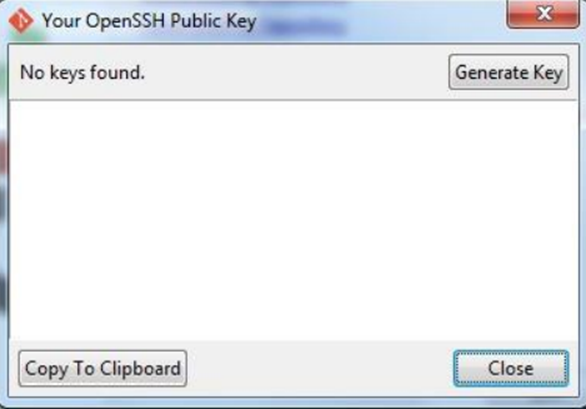 Your OpenSSH Public Key
No keys found.
Generate Key
Copy To Clipboard
Close